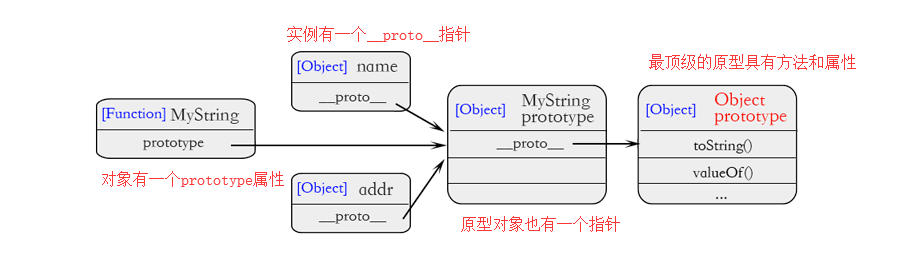 实例有一个__proto__指针
[Object] name
__proto__
最顶级的原型具有方法和属性
[Function] MyString
prototype
[Object] MyString
prototype
__proto__
[Object] Object
prototype
toString()
valueOf()
...
对象有一个prototype属性
[Object] addr
__proto__
原型对象也有一个指针